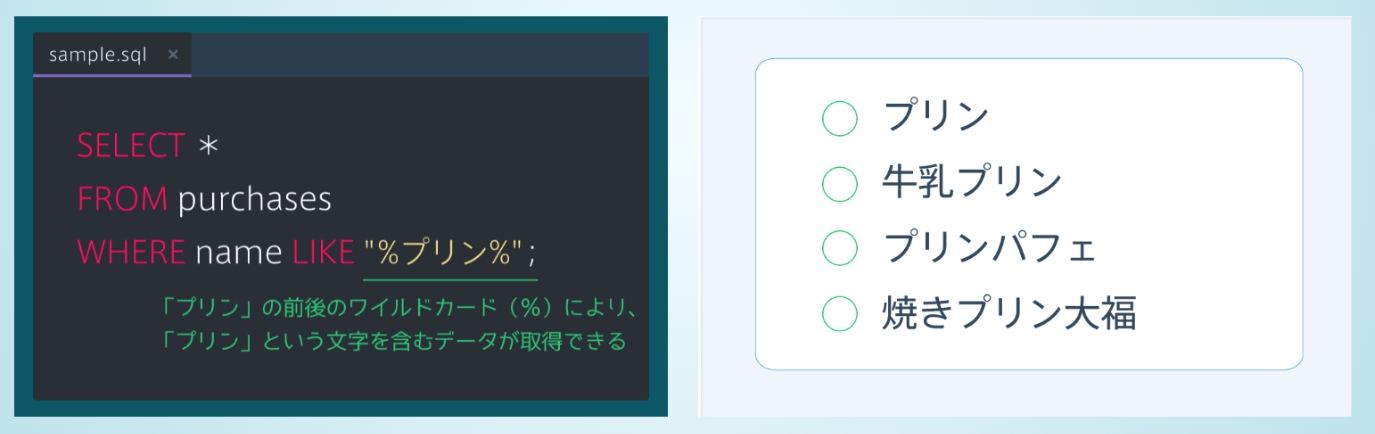 sample.sql ×
SELECT *
FROM purchases
WHERE name LIKE "%プリン%";
「プリン」の前後のワイルドカード（%）により、
「プリン」という文字を含むデータが取得できる
プリン
牛乳プリン
プリンパフェ
焼きプリン大福